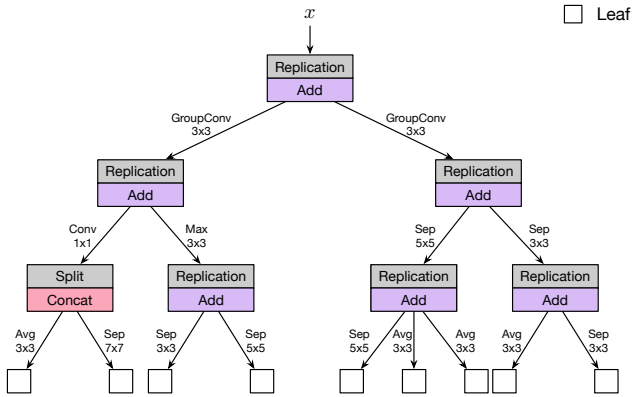 x
Leaf
Replication
Add
GroupConv
3x3
GroupConv
3x3
Replication
Add
Replication
Add
Conv
1x1
Max
3x3
Sep
5x5
Sep
3x3
Split
Concat
Replication
Add
Replication
Add
Replication
Add
Avg
3x3
Sep
7x7
Sep
3x3
Sep
5x5
Sep
5x5
Avg
3x3
Avg
3x3
Avg
3x3
Sep
3x3